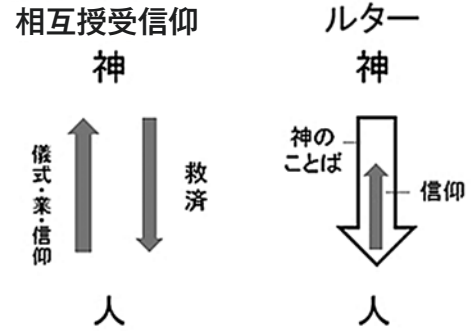 相互授受信仰
神
儀式・業・信仰
救済
人
ルター
神
神の
ことば
信仰
人